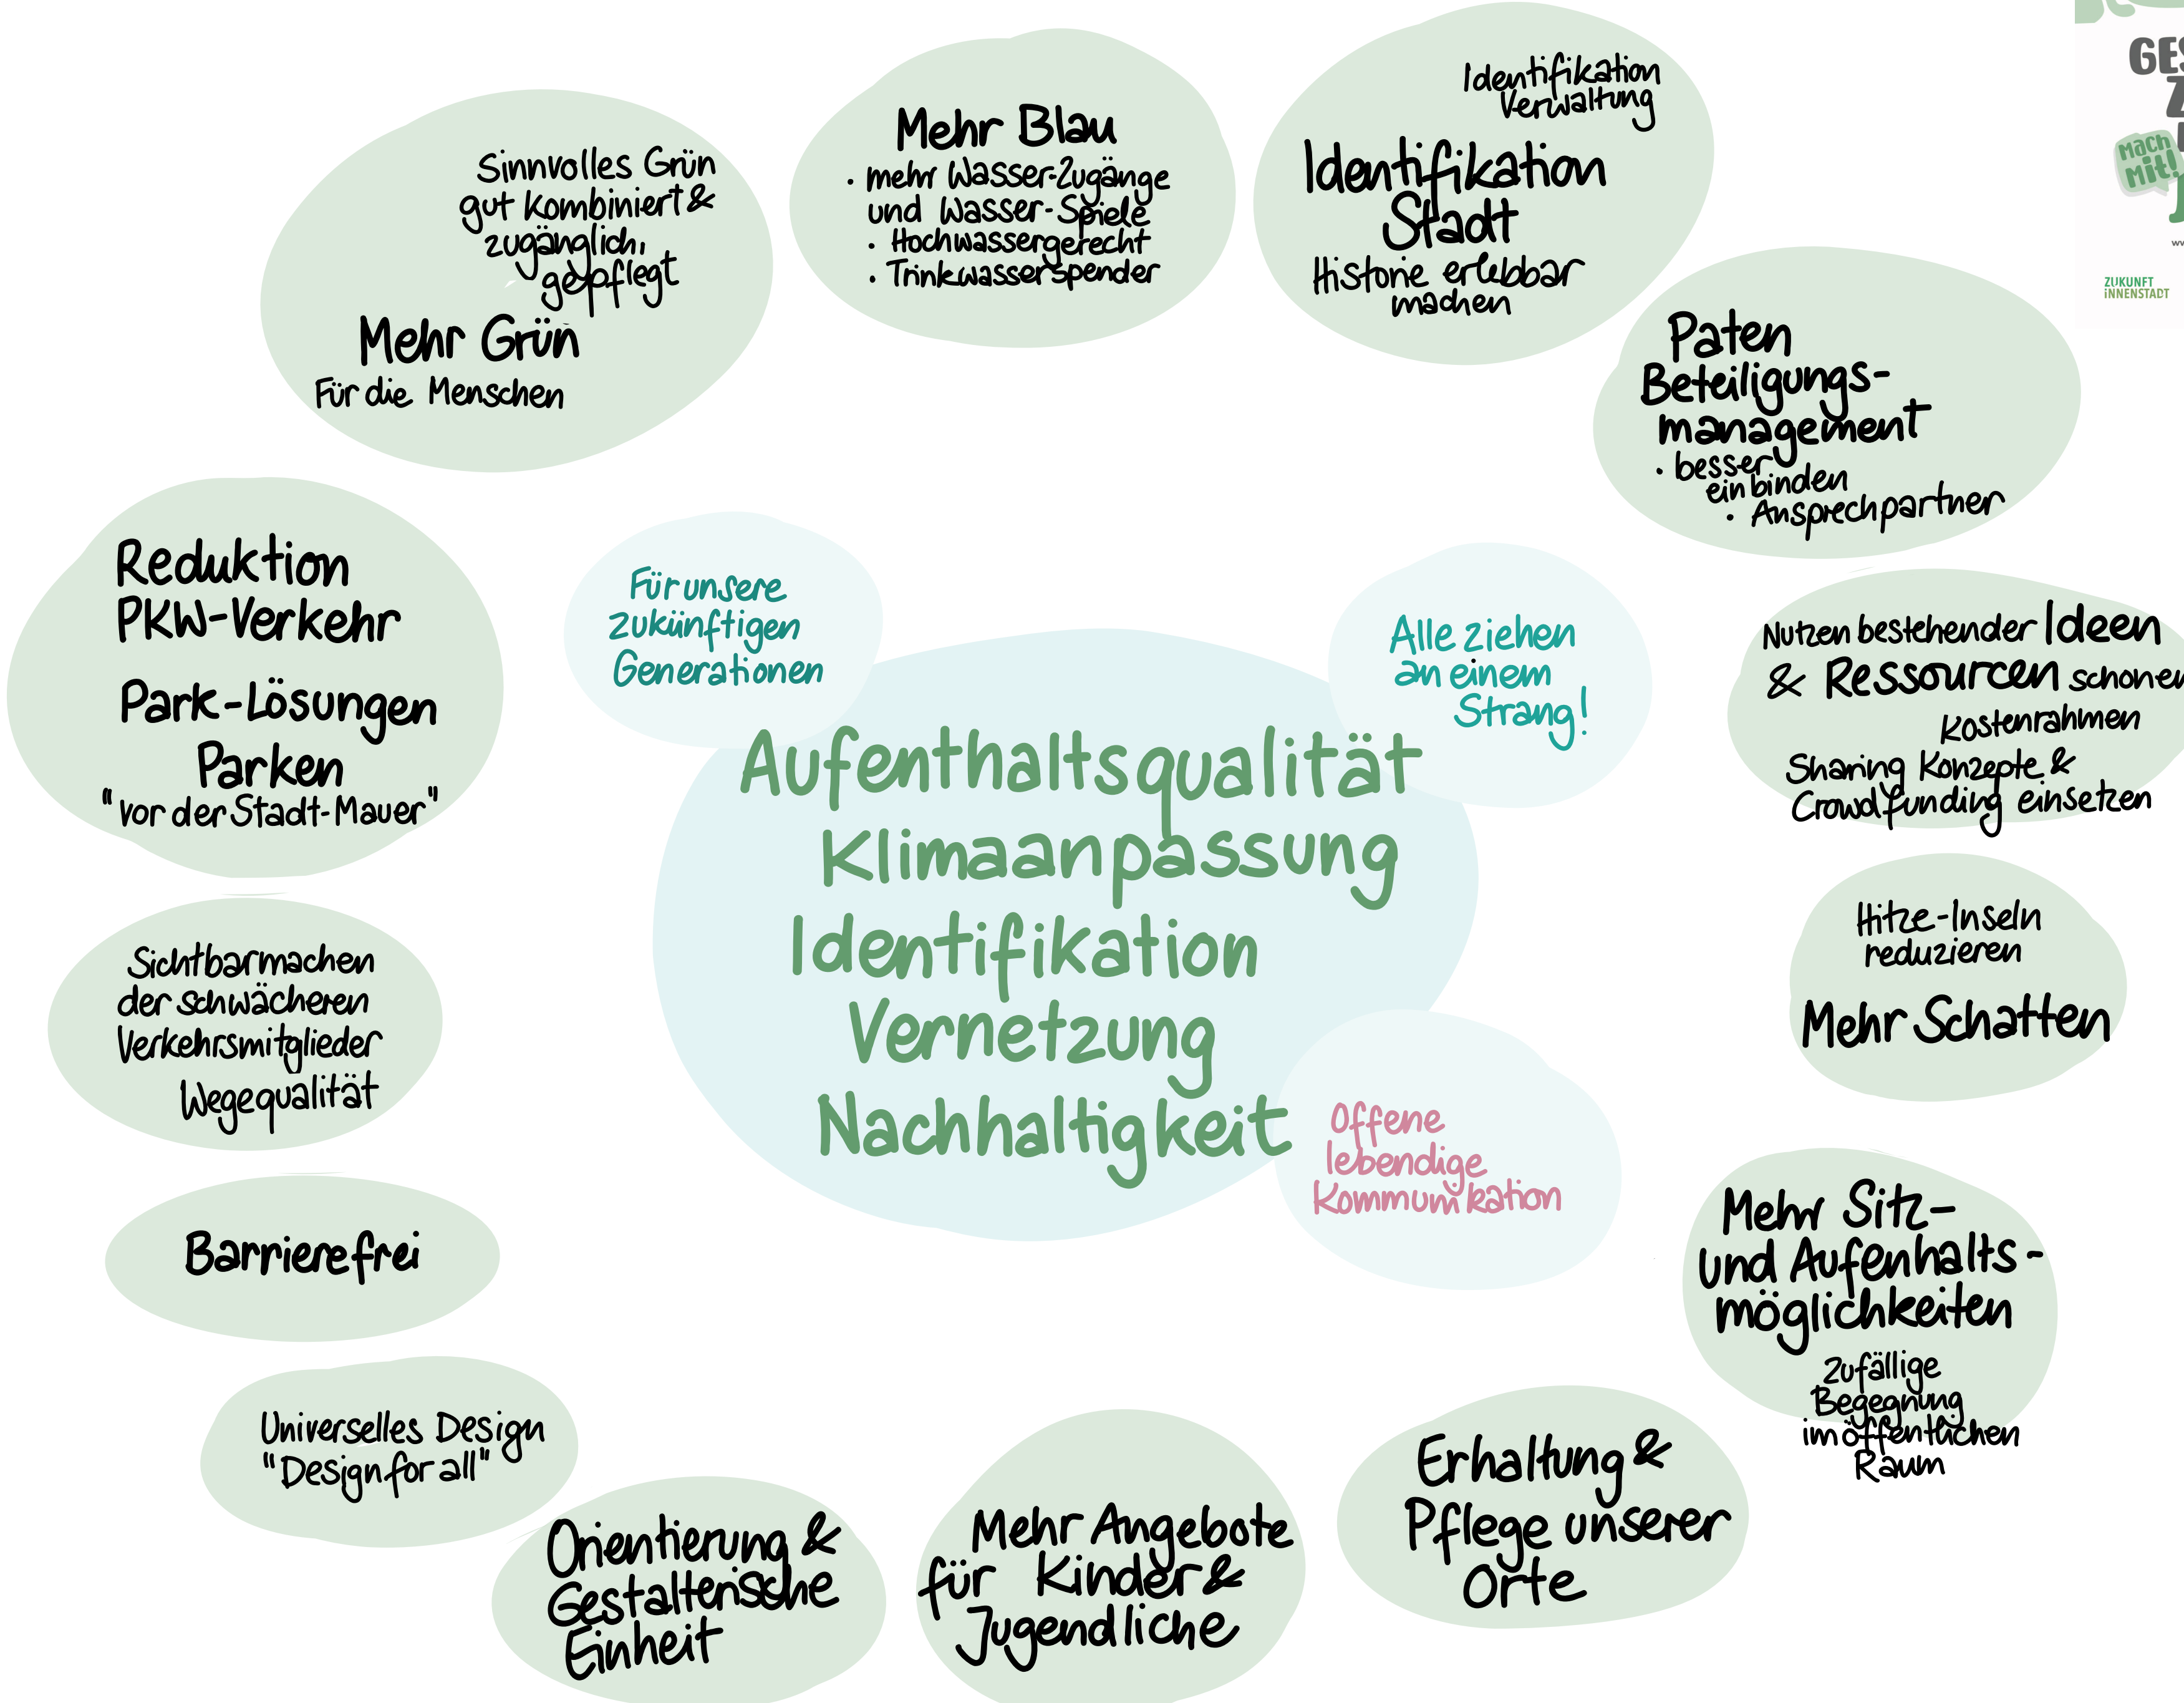 Sinnvolles Grün
gut kombiniert &
zugänglich,
gepflegt
Mehr Grün
Für die Menschen
Mehr Blau
• mehr Wasser-Zugänge
und Wasser-Spiele
• Hochwassergerecht
• Trinkwasserspender
Identifikation
Verwaltung
Identifikation
Stadt
Historie erlebbar
machen
Mach
Mit!
ZUKUNFT
INNENSTADT
Paten
Beteiligungs-
management
• besser
einbinden
• Ansprechpartner
Nutzen bestehender Ideen
& Ressourcen schonen
Kostenrahmen
Sharing Konzepte &
Crowdfunding einsetzen
Hitze-Inseln
reduzieren
Mehr Schatten
Mehr Sitz-
und Aufenhalts-
möglichkeiten
Zufällige
Begegnung
im öffentlichen
Raum
Erhaltung &
Pflege unserer
Orte
Mehr Angebote
für Kinder &
Jugendliche
Orientierung &
Gestalterische
Einheit
Universelles Design
"Design for all"
Barrierefrei
Sichtbarmachen
der schwächeren
Verkehrsmitglieder
Wegequalität
Reduktion
PKW-Verkehr
Park-Lösungen
Parken
"vor der Stadt-Mauer"
Für unsere
zukünftigen
Generationen
Alle ziehen
an einem
Strang!
Aufenthaltsqualität
Klimaanpassung
Identifikation
Vernetzung
Nachhaltigkeit
Offene
lebendige
Kommunikation